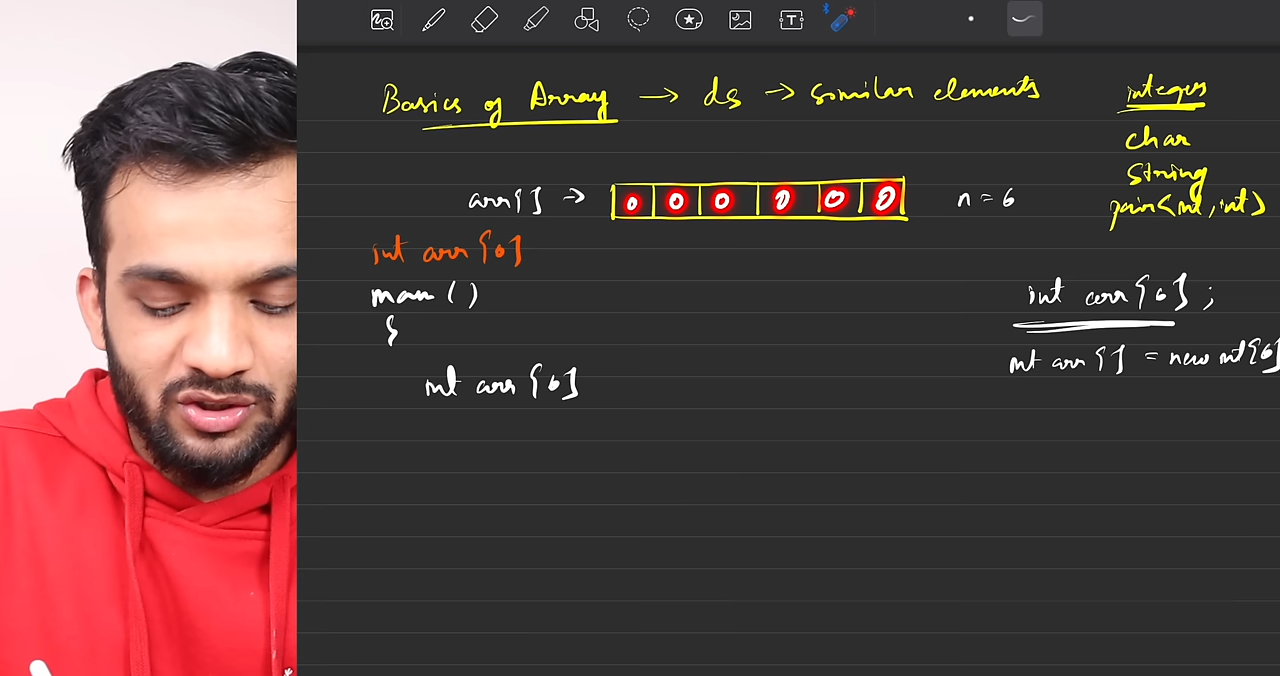 Basics of Array → ds → similar elements
integers
char
string
pair<int, int>
arr[] → 0 0 0 0 0 0 n = 6
int arr[6]
main ()
{
int arr[6]
int arr[6];
int arr[] = new int[6]